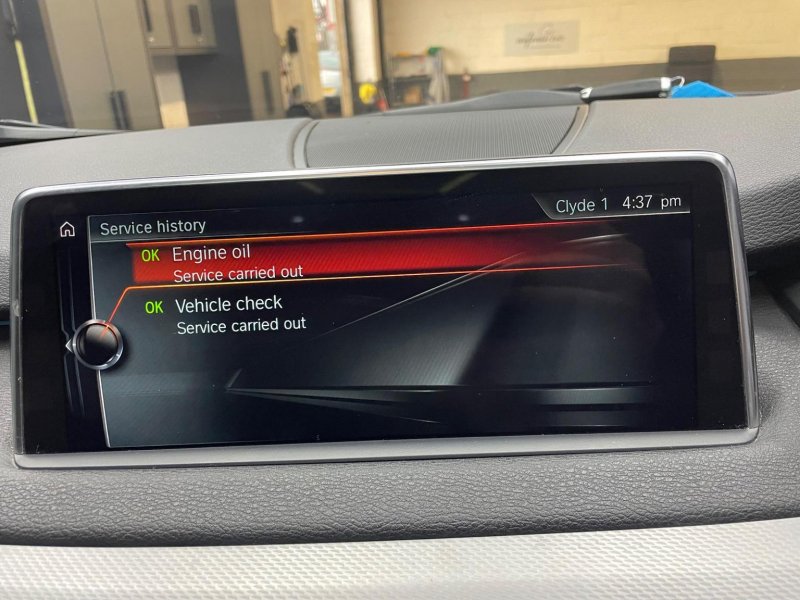 Service history
Clyde 1 4:37 pm
OK Engine oil
Service carried out
OK Vehicle check
Service carried out